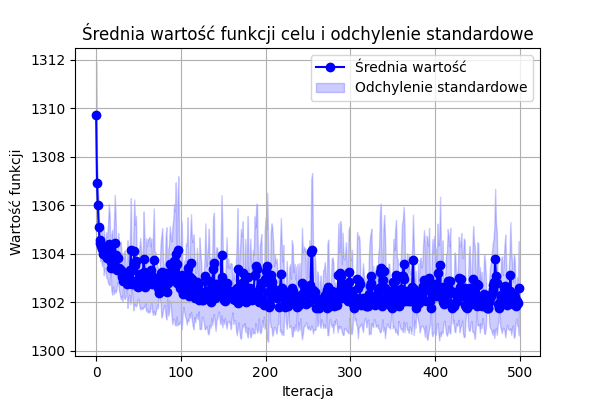 Średnia wartość funkcji celu i odchylenie standardowe
Średnia wartość
Odchylenie standardowe
Wartość funkcji
1312
1310
1308
1306
1304
1302
1300
0 100 200 300 400 500
Iteracja